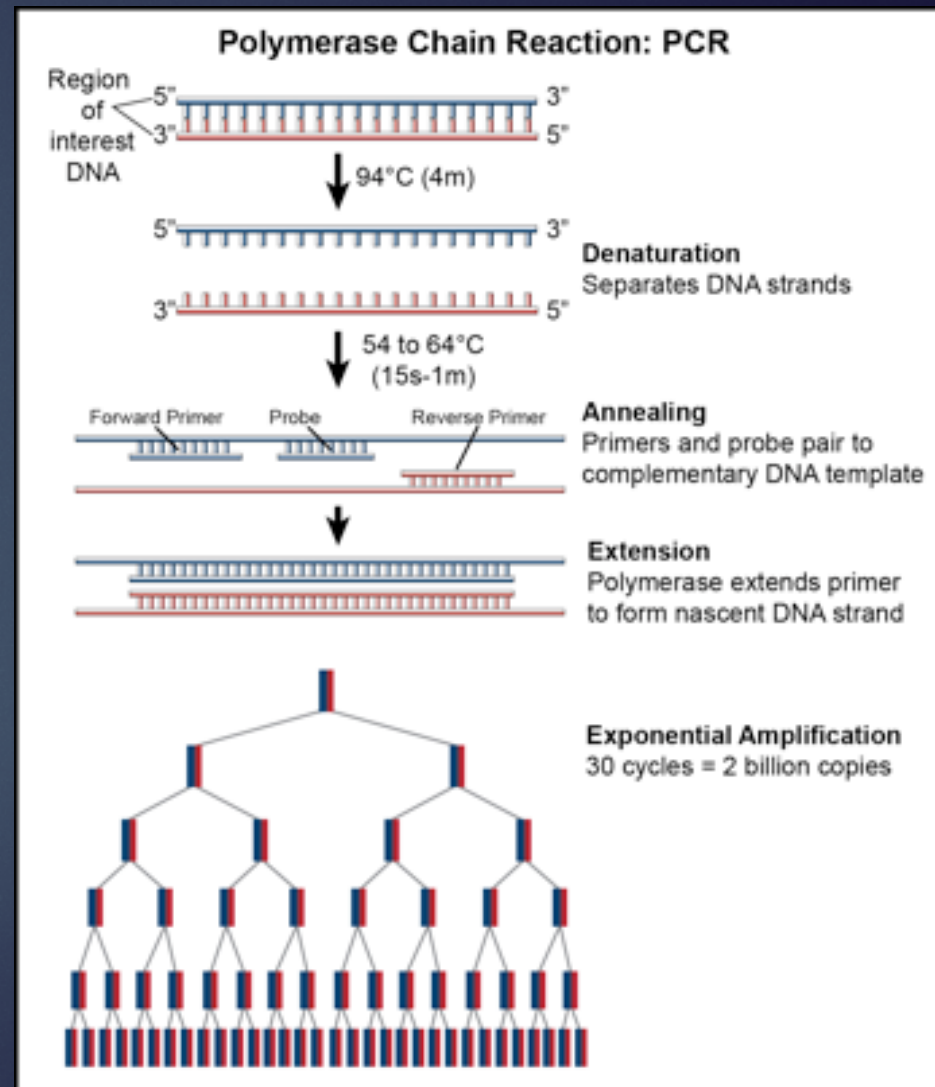 Polymerase Chain Reaction: PCR
Region
of
interest
DNA
5" 3"
3" 5"
94°C (4m)
5" 3"
3" 5"
Denaturation
Separates DNA strands
54 to 64°C
(15s-1m)
Forward Primer Probe Reverse Primer
Annealing
Primers and probe pair to
complementary DNA template
Extension
Polymerase extends primer
to form nascent DNA strand
Exponential Amplification
30 cycles = 2 billion copies